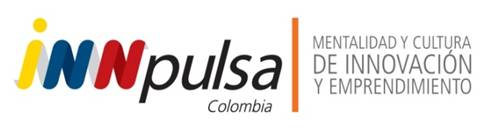 iNNpulsa
Colombia
MENTALIDAD Y CULTURA
DE INNOVACIÓN
Y EMPRENDIMIENTO